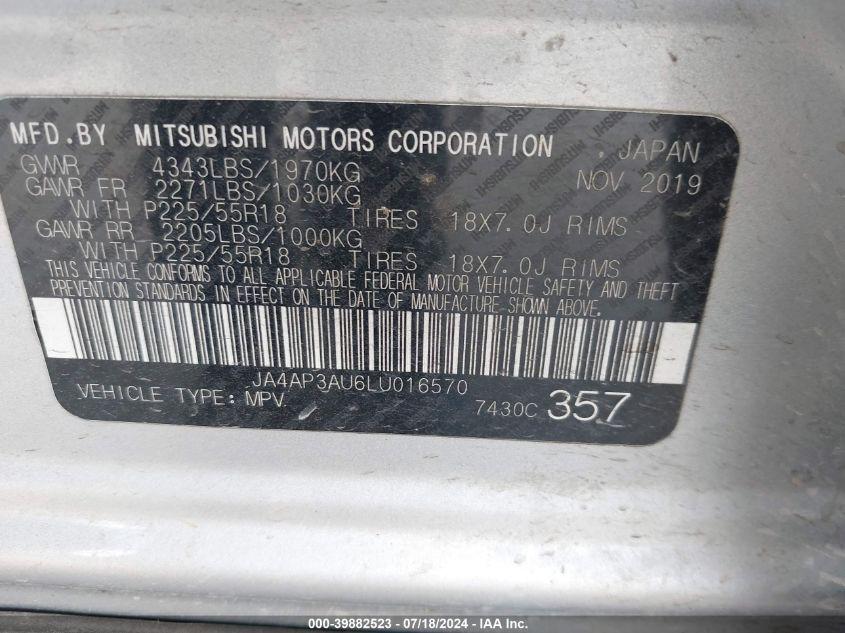 MFD.BY MITSUBISHI MOTORS CORPORATION , JAPAN
GVWR 4343LBS/1970KG NOV 2019
GAWR FR 2271LBS/1030KG
WITH P225/55R18 TIRES 18X7.0J RIMS
GAWR RR 2205LBS/1000KG
WITH P225/55R18 TIRES 18X7.0J RIMS
THIS VEHICLE CONFORMS TO ALL APPLICABLE FEDERAL MOTOR VEHICLE SAFETY AND THEFT
PREVENTION STANDARDS IN EFFECT ON THE DATE OF MANUFACTURE SHOWN ABOVE.
JA4AP3AU6LU016570
VEHICLE TYPE: MPV 7430C 357
000-39882523 / 07/18/2024 / IAAI.COM